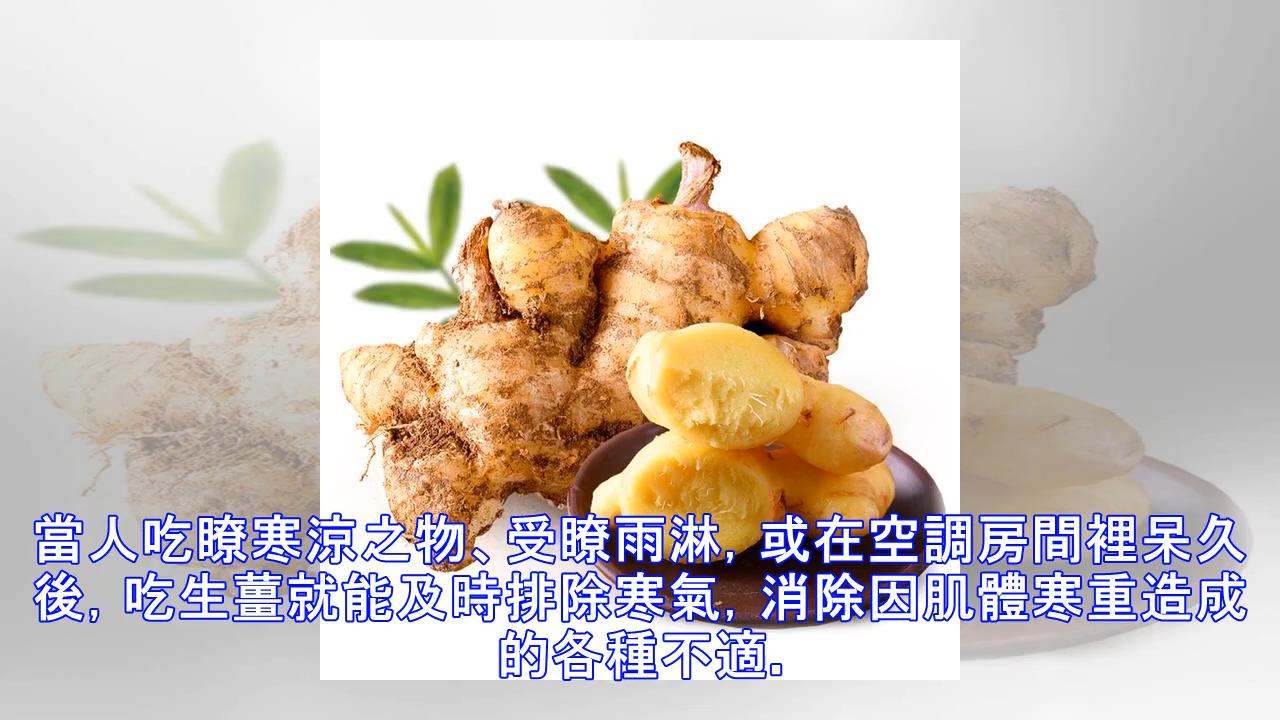 當人吃瞭寒涼之物、受瞭雨淋, 或在空調房間裡呆久
後, 吃生薑就能及時排除寒氣, 消除因肌體寒重造成
的各種不適.